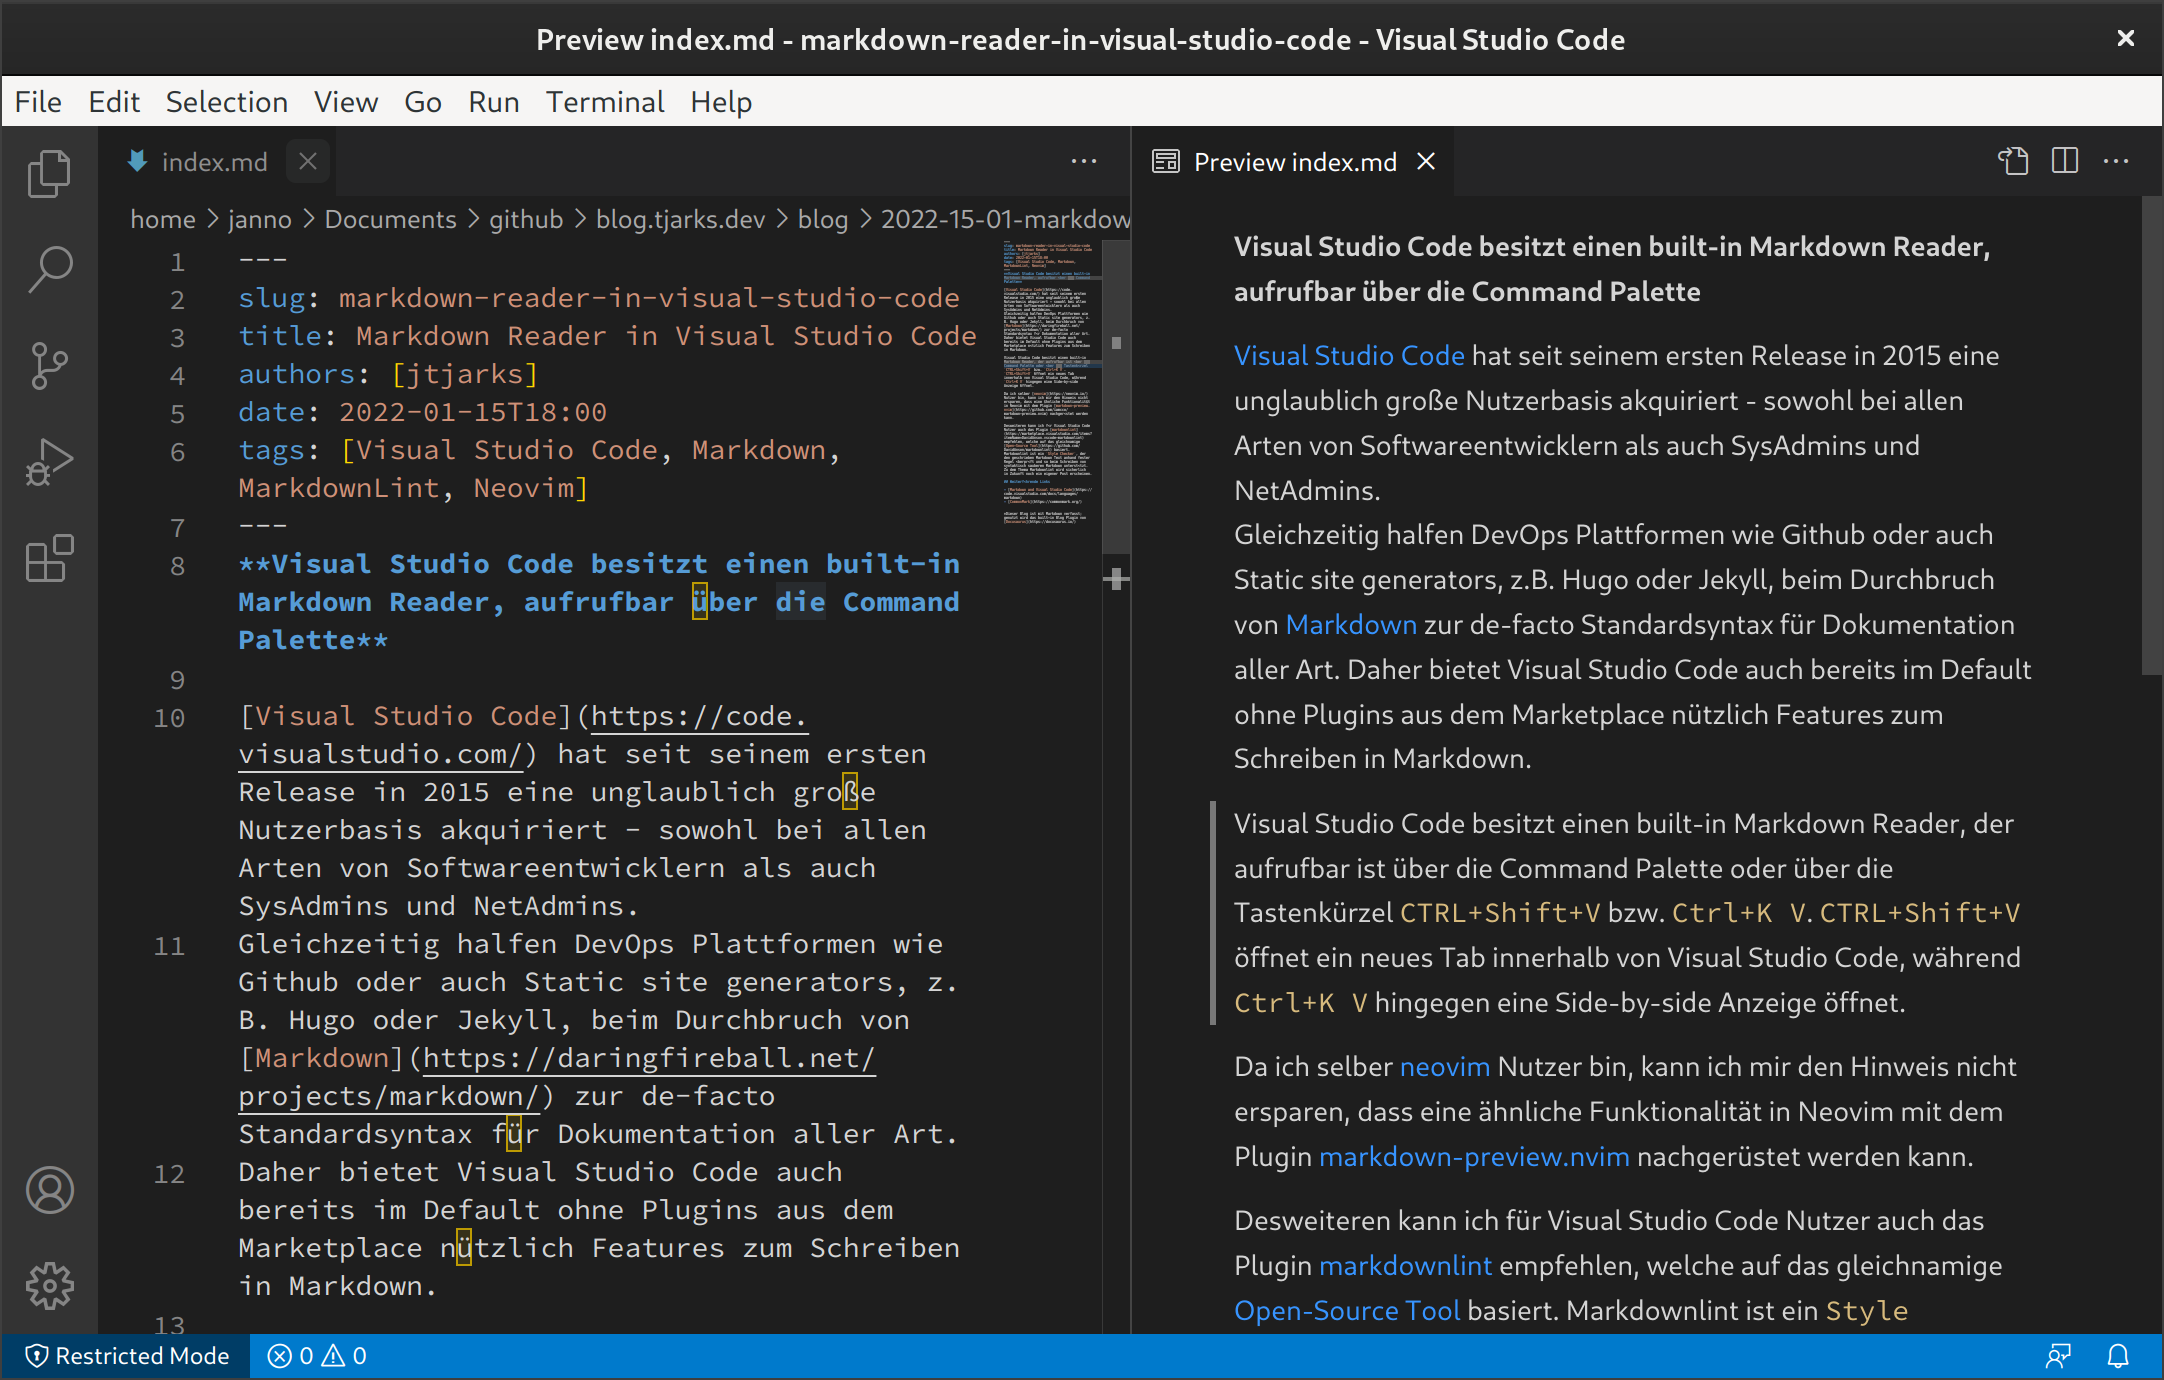 Preview index.md - markdown-reader-in-visual-studio-code - Visual Studio Code
File Edit Selection View Go Run Terminal Help
index.md
home > janno > Documents > github > blog.tjarks.dev > blog > 2022-15-01-markdow
1 ---
2 slug: markdown-reader-in-visual-studio-code
3 title: Markdown Reader in Visual Studio Code
4 authors: [jtjarks]
5 date: 2022-01-15T18:00
6 tags: [Visual Studio Code, Markdown,
MarkdownLint, Neovim]
7 ---
8 **Visual Studio Code besitzt einen built-in
Markdown Reader, aufrufbar über die Command
Palette**
9
10 [Visual Studio Code](https://code.
visualstudio.com/) hat seit seinem ersten
Release in 2015 eine unglaublich große
Nutzerbasis akquiriert - sowohl bei allen
Arten von Softwareentwicklern als auch
SysAdmins und NetAdmins.
11 Gleichzeitig halfen DevOps Plattformen wie
Github oder auch Static site generators, z.
B. Hugo oder Jekyll, beim Durchbruch von
[Markdown](https://daringfireball.net/
projects/markdown/) zur de-facto
Standardsyntax für Dokumentation aller Art.
12 Daher bietet Visual Studio Code auch
bereits im Default ohne Plugins aus dem
Marketplace nützlich Features zum Schreiben
in Markdown.
13
Preview index.md
Visual Studio Code besitzt einen built-in Markdown Reader,
aufrufbar über die Command Palette
Visual Studio Code hat seit seinem ersten Release in 2015 eine
unglaublich große Nutzerbasis akquiriert - sowohl bei allen
Arten von Softwareentwicklern als auch SysAdmins und
NetAdmins.
Gleichzeitig halfen DevOps Plattformen wie Github oder auch
Static site generators, z.B. Hugo oder Jekyll, beim Durchbruch
von Markdown zur de-facto Standardsyntax für Dokumentation
aller Art. Daher bietet Visual Studio Code auch bereits im Default
ohne Plugins aus dem Marketplace nützlich Features zum
Schreiben in Markdown.
Visual Studio Code besitzt einen built-in Markdown Reader, der
aufrufbar ist über die Command Palette oder über die
Tastenkürzel CTRL+Shift+V bzw. Ctrl+K V. CTRL+Shift+V
öffnet ein neues Tab innerhalb von Visual Studio Code, während
Ctrl+K V hingegen eine Side-by-side Anzeige öffnet.
Da ich selber neovim Nutzer bin, kann ich mir den Hinweis nicht
ersparen, dass eine ähnliche Funktionalität in Neovim mit dem
Plugin markdown-preview.nvim nachgerüstet werden kann.
Desweiteren kann ich für Visual Studio Code Nutzer auch das
Plugin markdownlint empfehlen, welche auf das gleichnamige
Open-Source Tool basiert. Markdownlint ist ein Style
Restricted Mode 0 0